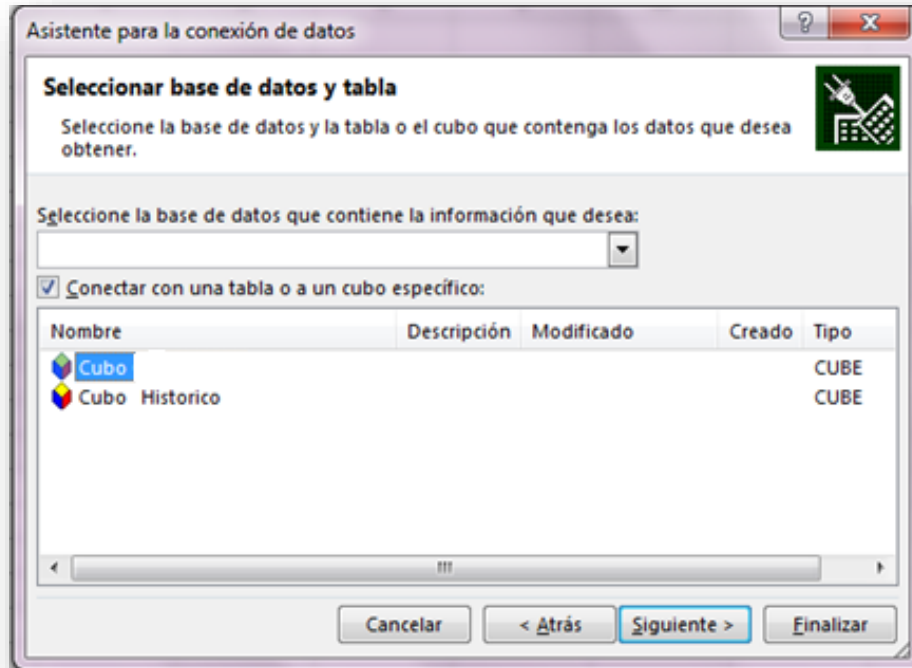 Asistente para la conexión de datos
Seleccionar base de datos y tabla
Seleccione la base de datos y la tabla o el cubo que contenga los datos que desea
obtener.
Seleccione la base de datos que contiene la información que desea:
Conectar con una tabla o a un cubo específico:
Nombre Descripción Modificado Creado Tipo
Cubo CUBE
Cubo Historico CUBE
Cancelar < Atrás Siguiente > Finalizar